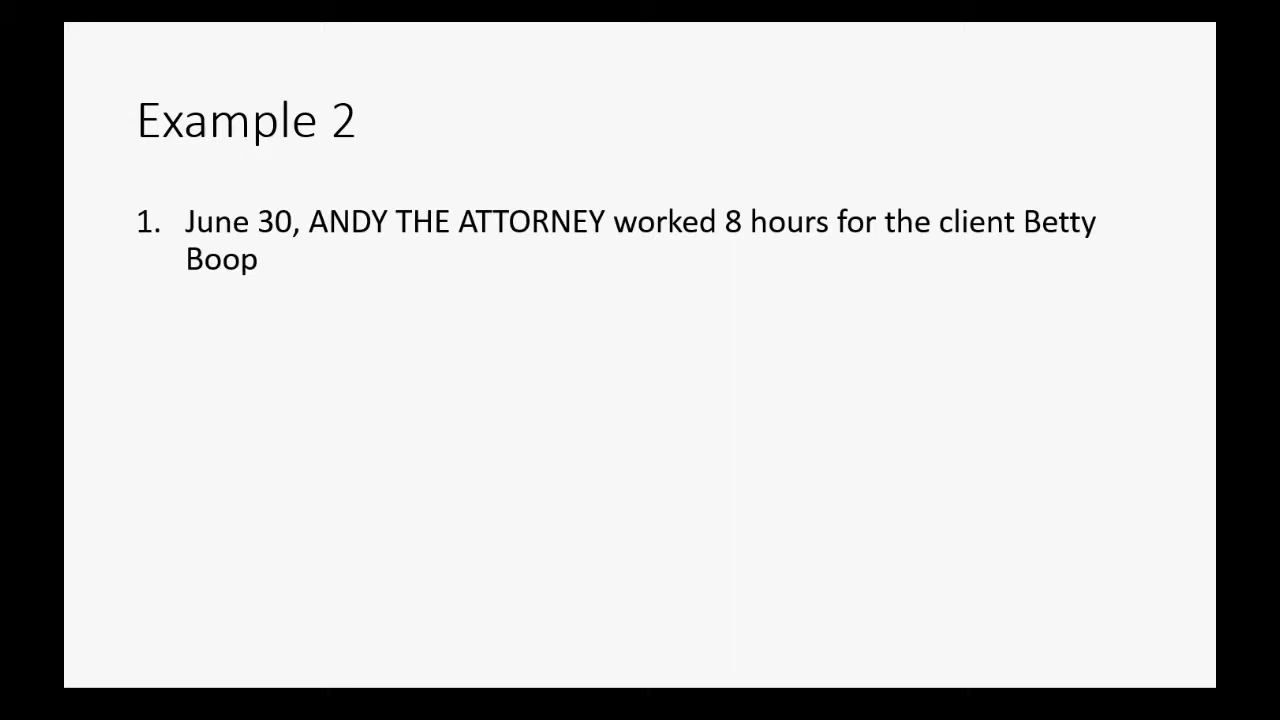 Example 2
1. June 30, ANDY THE ATTORNEY worked 8 hours for the client Betty
Boop